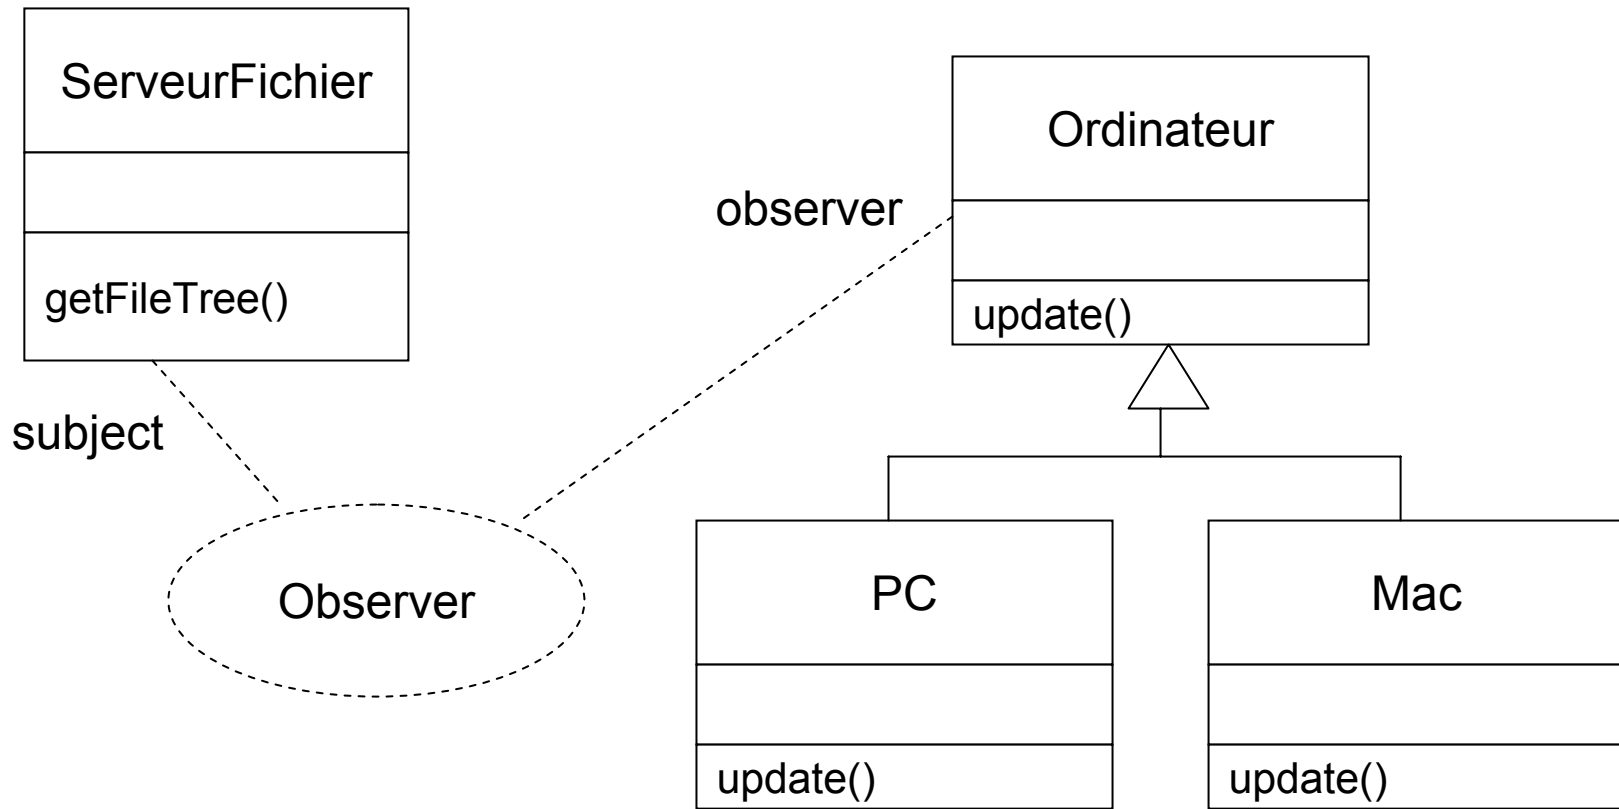 ServeurFichier
getFileTree()
subject
Observer
observer
Ordinateur
update()
PC
update()
Mac
update()